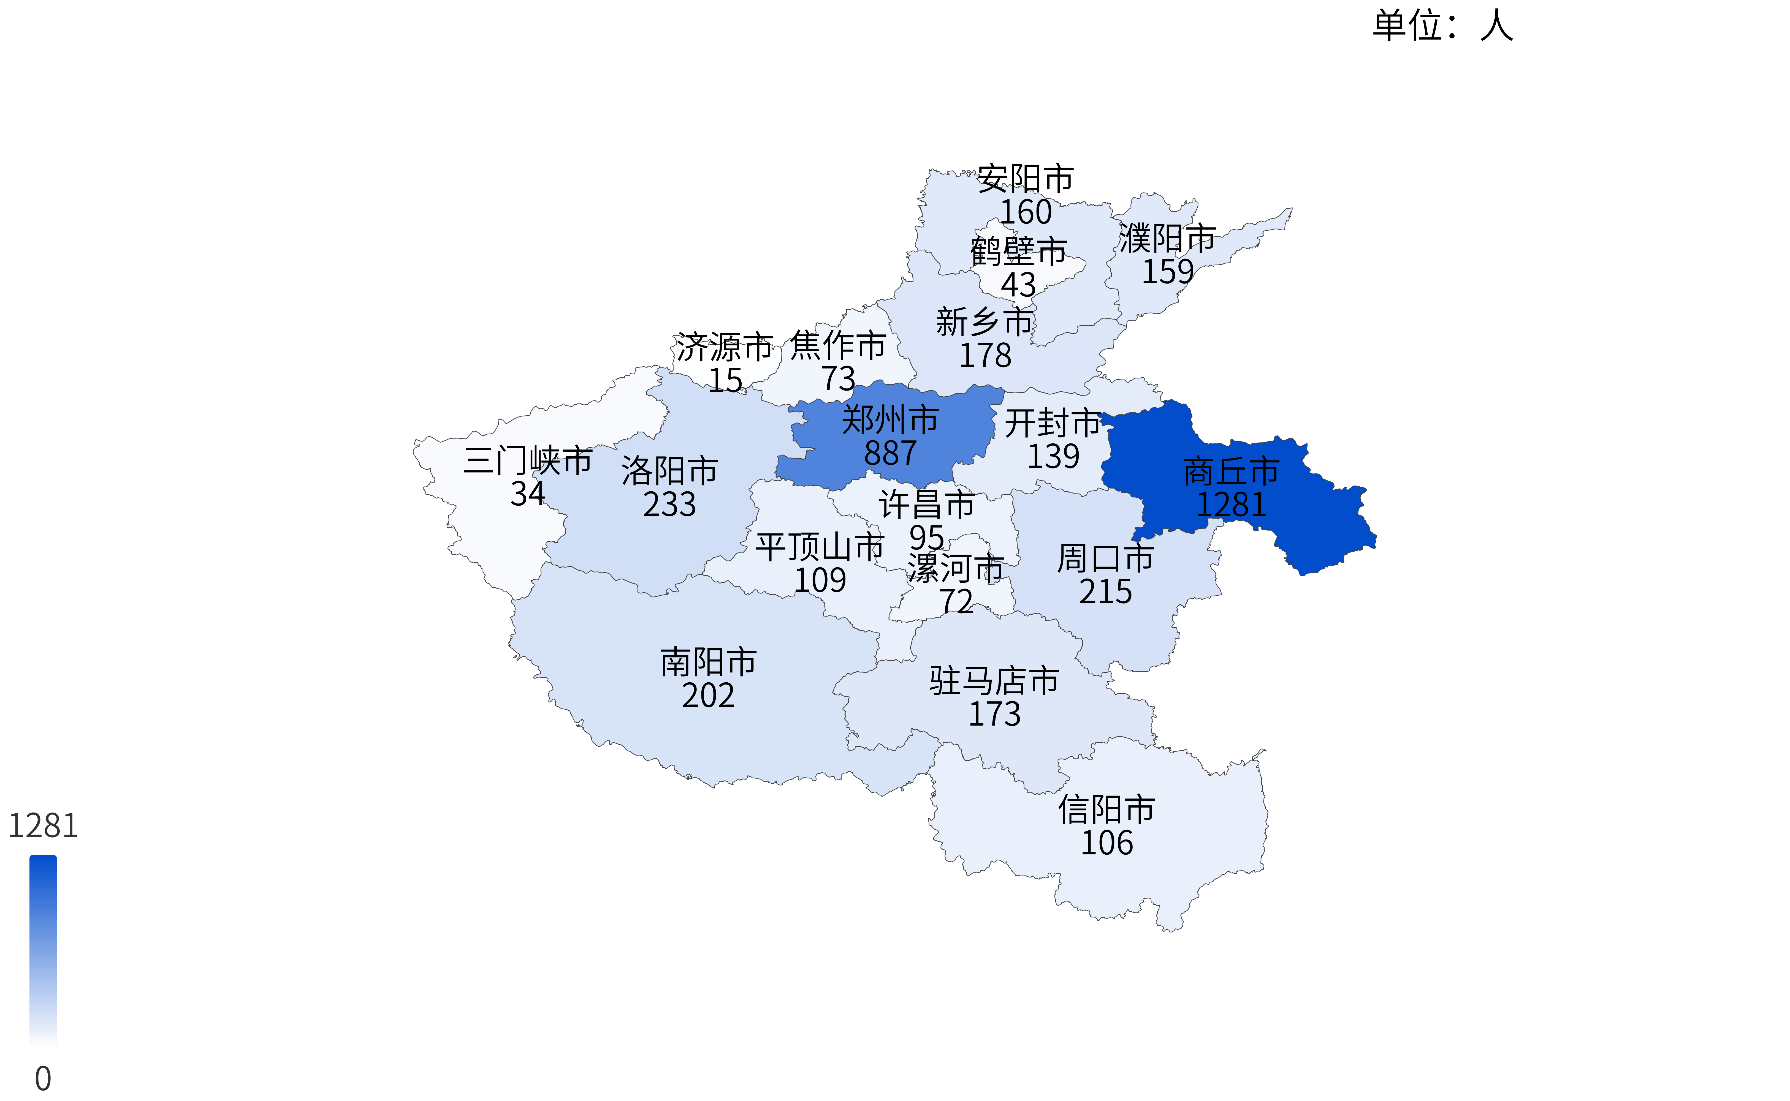 单位：人
安阳市
160
濮阳市
159
鹤壁市
43
新乡市
178
济源市
15
焦作市
73
郑州市
887
开封市
139
三门峡市
34
洛阳市
233
商丘市
1281
许昌市
95
平顶山市
109
漯河市
72
周口市
215
南阳市
202
驻马店市
173
信阳市
106
1281
0